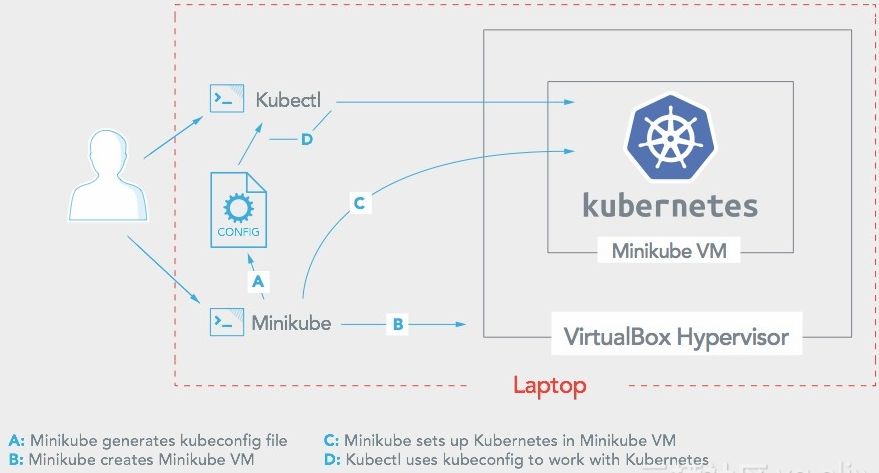 Kubectl
D
CONFIG
C
A
Minikube
B
kubernetes
Minikube VM
VirtualBox Hypervisor
Laptop
A: Minikube generates kubeconfig file
B: Minikube creates Minikube VM
C: Minikube sets up Kubernetes in Minikube VM
D: Kubectl uses kubeconfig to work with Kubernetes